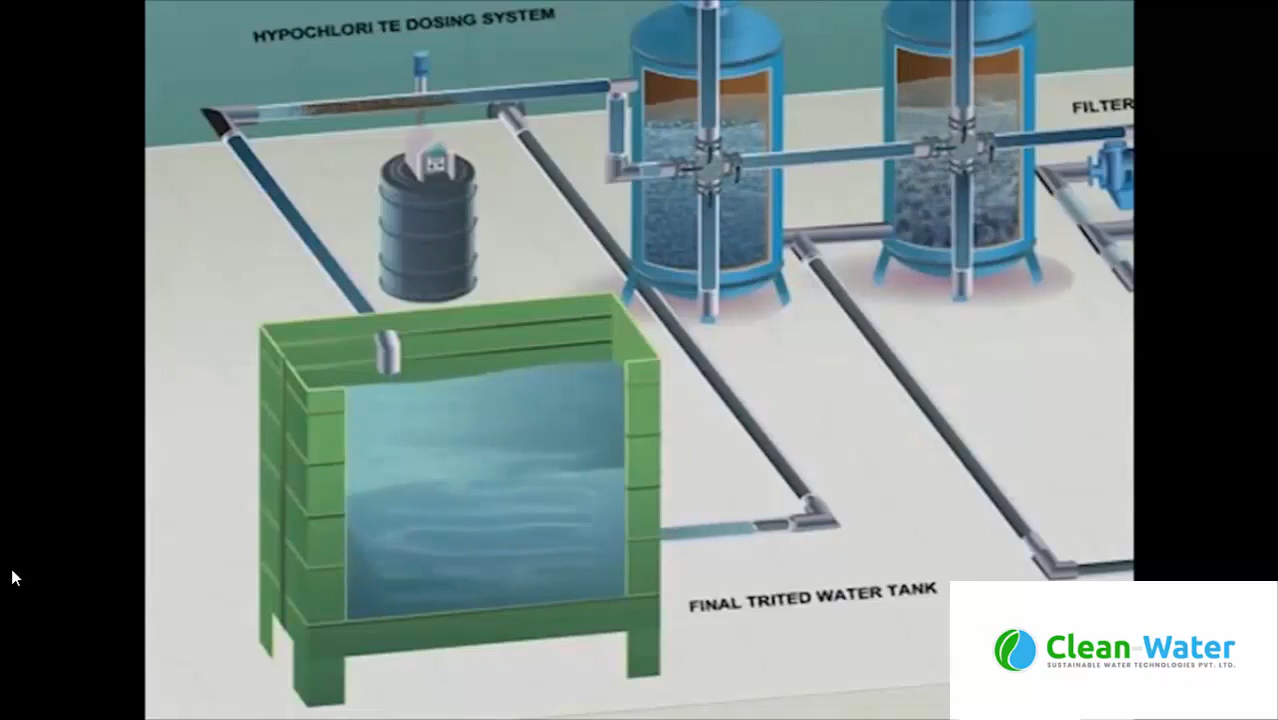 HYPOCHLORI TE DOSING SYSTEM
FILTER
FINAL TRITED WATER TANK
Clean-Water
SUSTAINABLE WATER TECHNOLOGIES PVT. LTD.